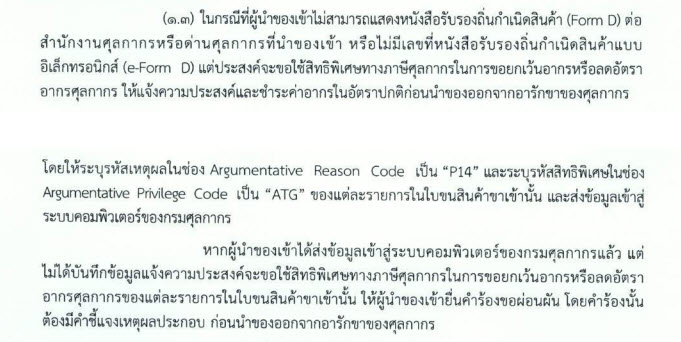 (๑.๓) ในกรณีที่ผู้นำของเข้าไม่สามารถแสดงหนังสือรับรองถิ่นกำเนิดสินค้า (Form D) ต่อ
สำนักงานศุลกากรหรือด่านศุลกากรที่นำของเข้า หรือไม่มีเลขที่หนังสือรับรองถิ่นกำเนิดสินค้าแบบ
อิเล็กทรอนิกส์ (e-Form D) แต่ประสงค์จะขอใช้สิทธิพิเศษทางภาษีศุลกากรในการขอยกเว้นอากรหรือลดอัตรา
อากรศุลกากร ให้แจ้งความประสงค์และชำระค่าอากรในอัตราปกติก่อนนำของออกจากอารักขาของศุลกากร
โดยให้ระบุรหัสเหตุผลในช่อง Argumentative Reason Code เป็น “P14” และระบุรหัสสิทธิพิเศษในช่อง
Argumentative Privilege Code เป็น “ATG” ของแต่ละรายการในใบขนสินค้าขาเข้านั้น และส่งข้อมูลเข้าสู่
ระบบคอมพิวเตอร์ของกรมศุลกากร
หากผู้นำของเข้าได้ส่งข้อมูลเข้าสู่ระบบคอมพิวเตอร์ของกรมศุลกากรแล้ว แต่
ไม่ได้บันทึกข้อมูลแจ้งความประสงค์จะขอใช้สิทธิพิเศษทางภาษีศุลกากรในการขอยกเว้นอากรหรือลดอัตรา
อากรศุลกากรของแต่ละรายการในใบขนสินค้าขาเข้านั้น ให้ผู้นำของเข้ายื่นคำร้องขอผ่อนผัน โดยคำร้องนั้น
ต้องมีคำชี้แจงเหตุผลประกอบ ก่อนนำของออกจากอารักขาของศุลกากร